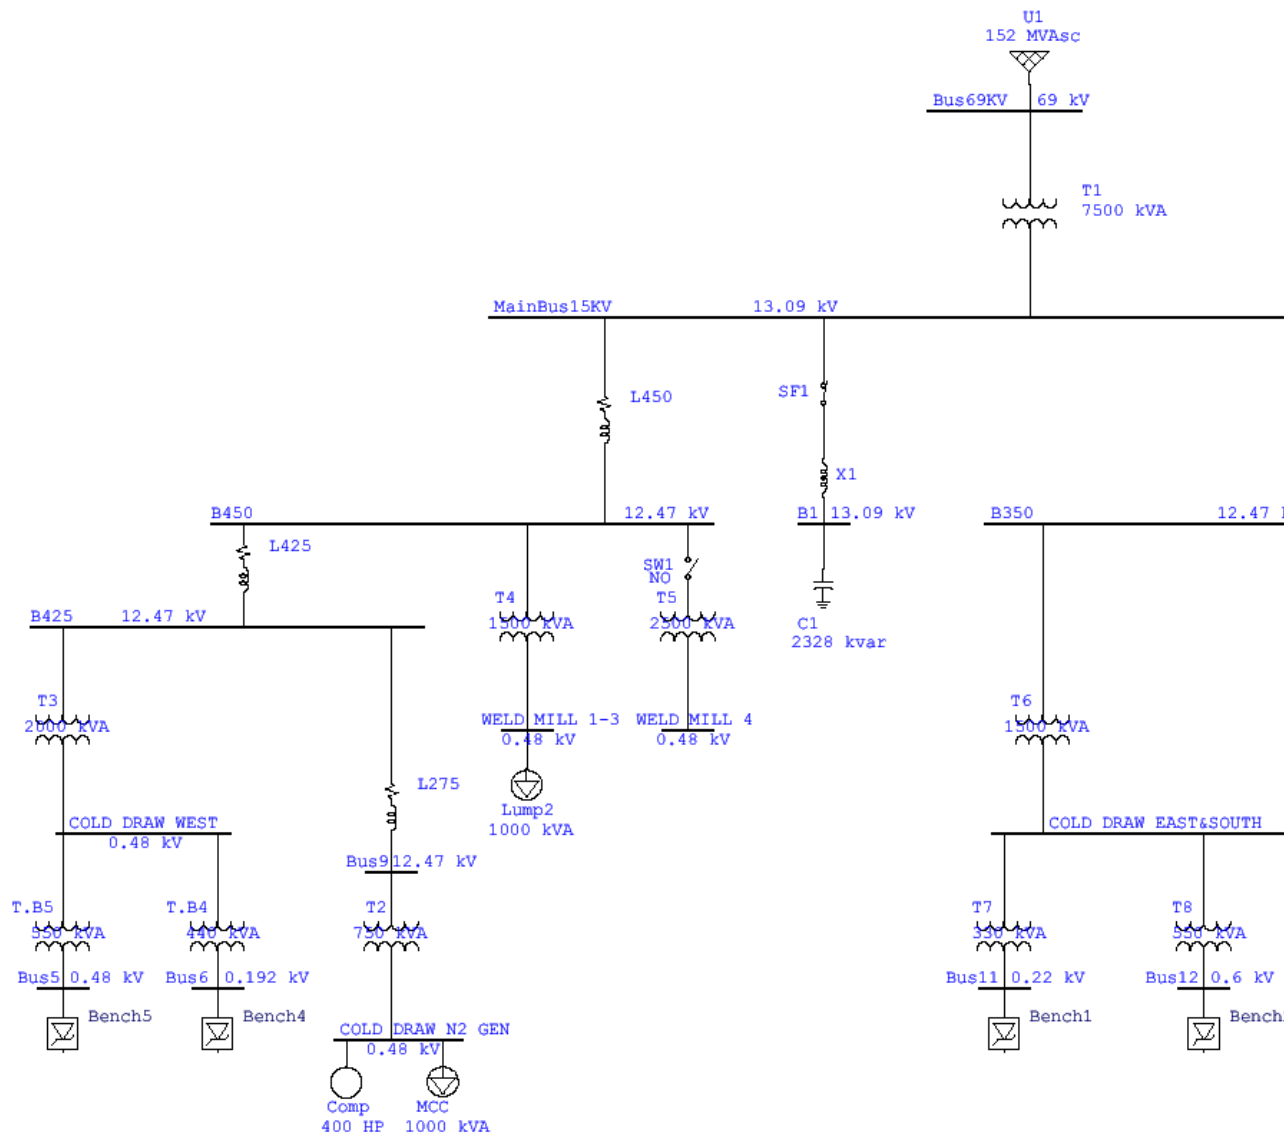 U1
152 MVAsc
Bus69KV 69 kV
T1
7500 kVA
MainBus15KV 13.09 kV
L450
SF1
X1
B450 12.47 kV
B1 13.09 kV
B350 12.47
L425
SW1
NO
T4
1500 kVA
T5
2500 kVA
C1
2328 kvar
B425 12.47 kV
T3
2000 kVA
WELD MILL 1-3
0.48 kV
WELD MILL 4
0.48 kV
T6
1500 kVA
L275
Lump2
1000 kVA
COLD DRAW WEST
0.48 kV
COLD DRAW EAST&SOUTH
Bus912.47 kV
T.B5
550 kVA
T.B4
440 kVA
T2
750 kVA
T7
330 kVA
T8
550 kVA
Bus5 0.48 kV
Bus6 0.192 kV
Bus11 0.22 kV
Bus12 0.6 kV
Bench5
Bench4
Bench1
Bench
COLD DRAW N2 GEN
0.48 kV
Comp
400 HP
MCC
1000 kVA